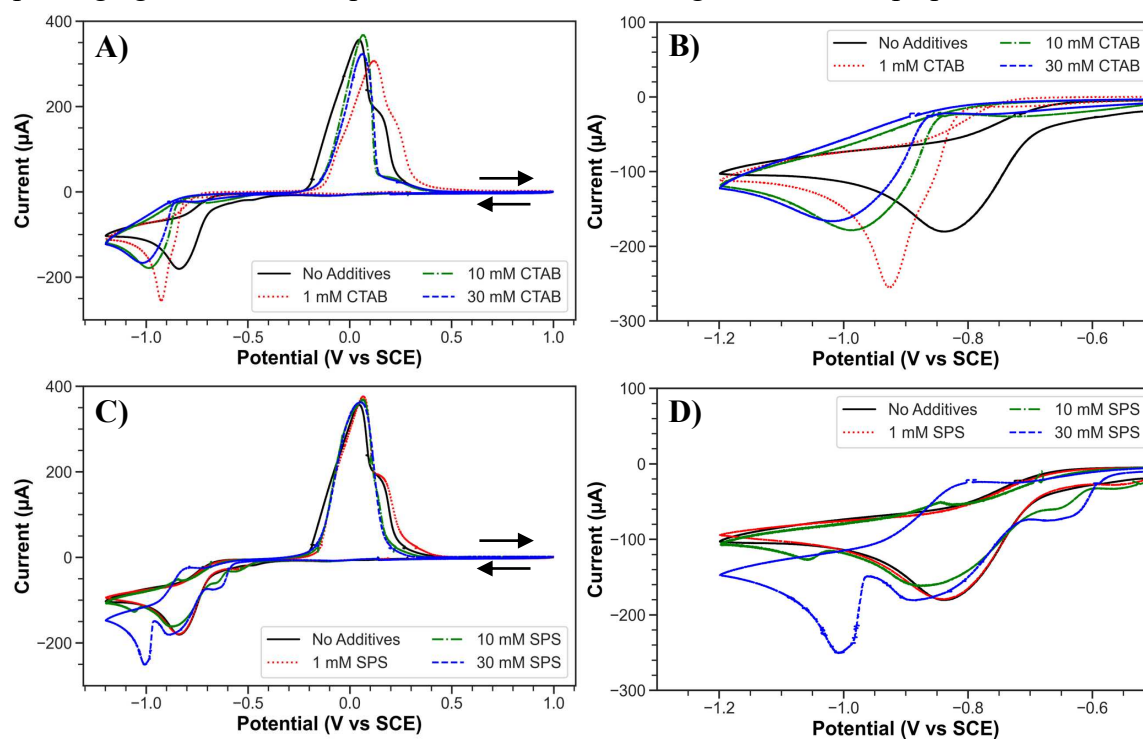 A)
400
200
0
−200
Current (µA)
No Additives
1 mM CTAB
10 mM CTAB
30 mM CTAB
−1.0
−0.5
0.0
0.5
1.0
Potential (V vs SCE)
B)
100
0
−100
−200
−300
Current (µA)
No Additives
1 mM CTAB
10 mM CTAB
30 mM CTAB
−1.2
−1.0
−0.8
−0.6
Potential (V vs SCE)
C)
400
200
0
−200
Current (µA)
No Additives
1 mM SPS
10 mM SPS
30 mM SPS
−1.0
−0.5
0.0
0.5
1.0
Potential (V vs SCE)
D)
100
0
−100
−200
−300
Current (µA)
No Additives
1 mM SPS
10 mM SPS
30 mM SPS
−1.2
−1.0
−0.8
−0.6
Potential (V vs SCE)